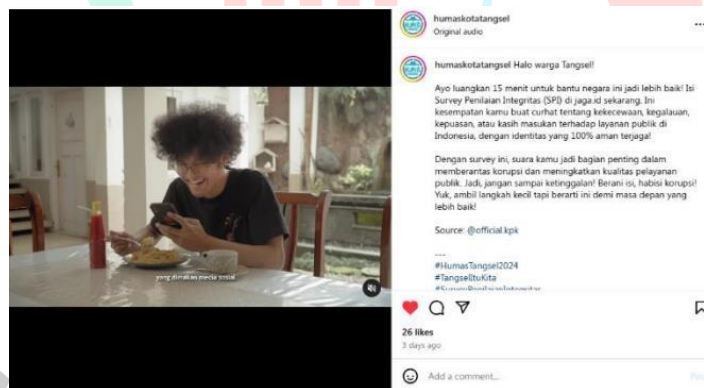 humaskotatangsel
Original audio
humaskotatangsel Halo warga Tangsel!
Ayo luangkan 15 menit untuk bantu negara ini jadi lebih baik! Isi
Survey Penilaian Integritas (SPI) di jaga.id sekarang. Ini
kesempatan kamu buat curhat tentang kekecewaan, kegalauan,
kepuasan, atau kasih masukan terhadap layanan publik di
Indonesia, dengan identitas yang 100% aman terjaga!
Dengan survey ini, suara kamu jadi bagian penting dalam
memberantas korupsi dan meningkatkan kualitas pelayanan
publik. Jadi, jangan sampai ketinggalan! Berani isi, habisi korupsi!
Yuk, ambil langkah kecil tapi berarti ini demi masa depan yang
lebih baik!
Source: @official.kpk
---
#HumasTangsel2024
#TangselItuKita
#SurveyPenilaianIntegritas
yang dimakan media sosial
26 likes
3 days ago
Add a comment...